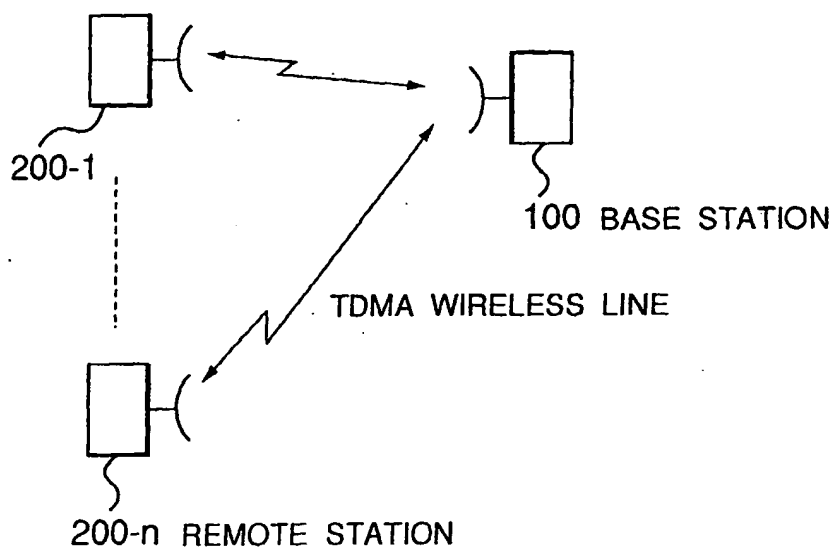 200-1
100 BASE STATION
TDMA WIRELESS LINE
200-n REMOTE STATION